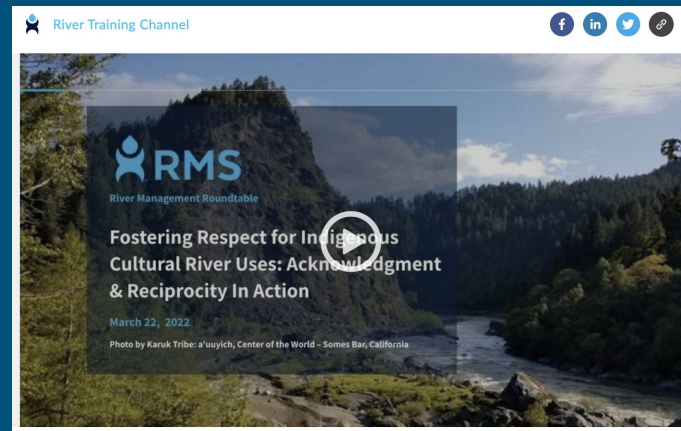 River Training Channel
RMS
River Management Roundtable
Fostering Respect for Indigenous
Cultural River Uses: Acknowledgment
& Reciprocity In Action
March 22, 2022
Photo by Karuk Tribe: a'uuyich, Center of the World – Somes Bar, California